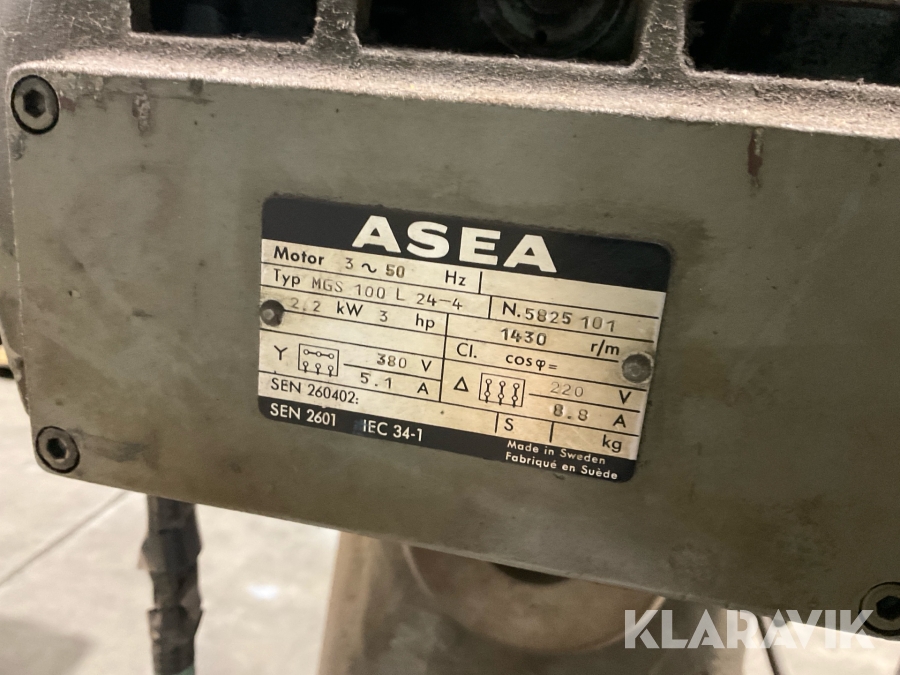 ASEA
Motor 3 ~ 50 Hz
Typ MGS 100 L 24-4 N. 5825 101
2.2 kW 3 hp 1430 r/m
Cl. cosφ=
Y 380 V Δ 220 V
5.1 A 8.8 A
SEN 260402: S kg
SEN 2601 IEC 34-1 Made in Sweden
Fabriqué en Suède
KLARAVIK